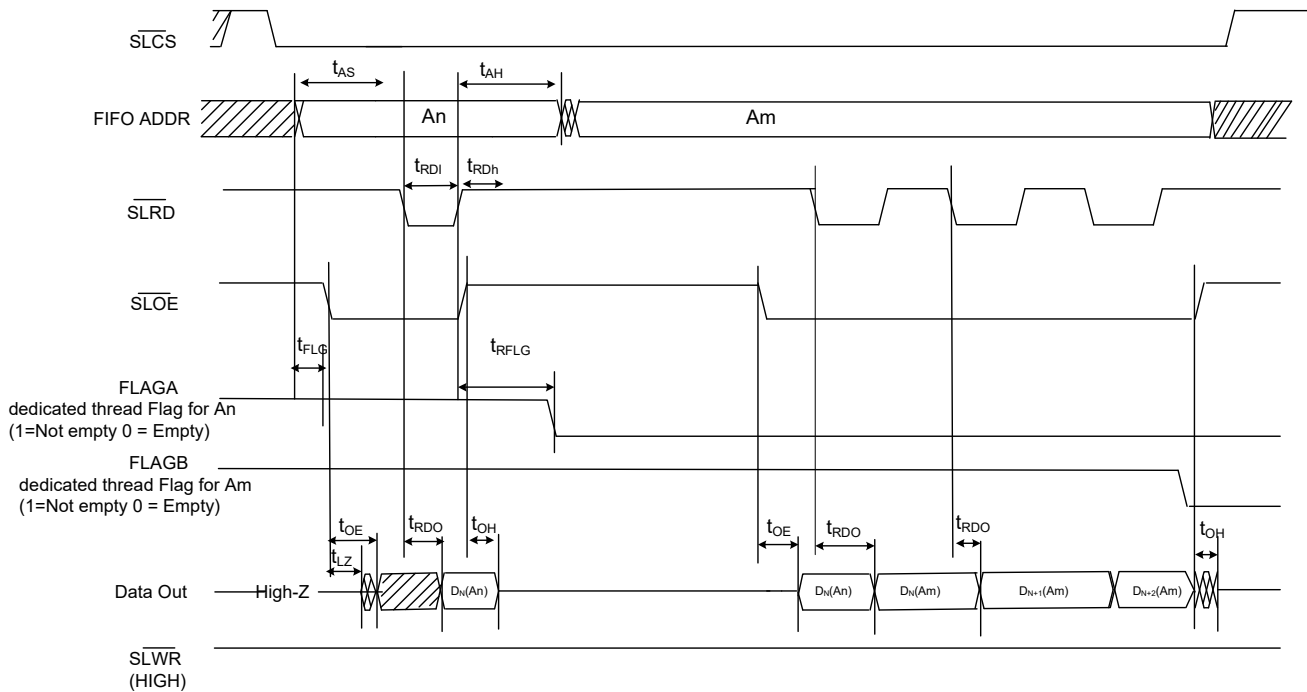 SLCS
tAS
tAH
FIFO ADDR
An
Am
tRDl
tRDh
SLRD
SLOE
tFLG
tRFLG
FLAGA
dedicated thread Flag for An
(1=Not empty 0 = Empty)
FLAGB
dedicated thread Flag for Am
(1=Not empty 0 = Empty)
tOE
tRDO
tOH
tOE
tRDO
tRDO
tOH
tLZ
Data Out
High-Z
DN(An)
DN(An)
DN(Am)
DN+1(Am)
DN+2(Am)
SLWR
(HIGH)